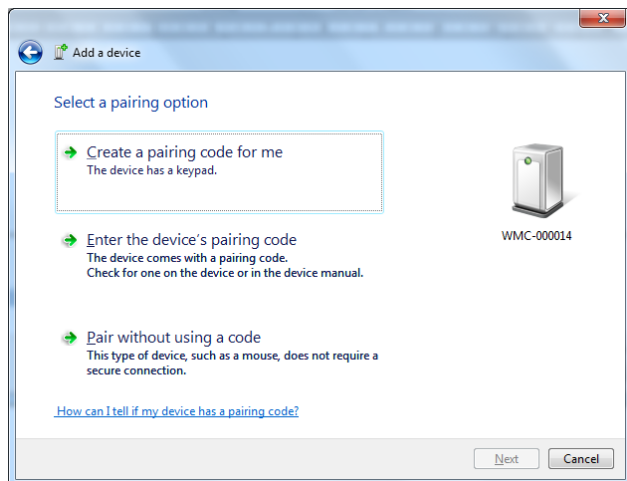 Add a device
Select a pairing option
Create a pairing code for me
The device has a keypad.
Enter the device's pairing code
The device comes with a pairing code.
Check for one on the device or in the device manual.
WMC-000014
Pair without using a code
This type of device, such as a mouse, does not require a
secure connection.
How can I tell if my device has a pairing code?
Next
Cancel